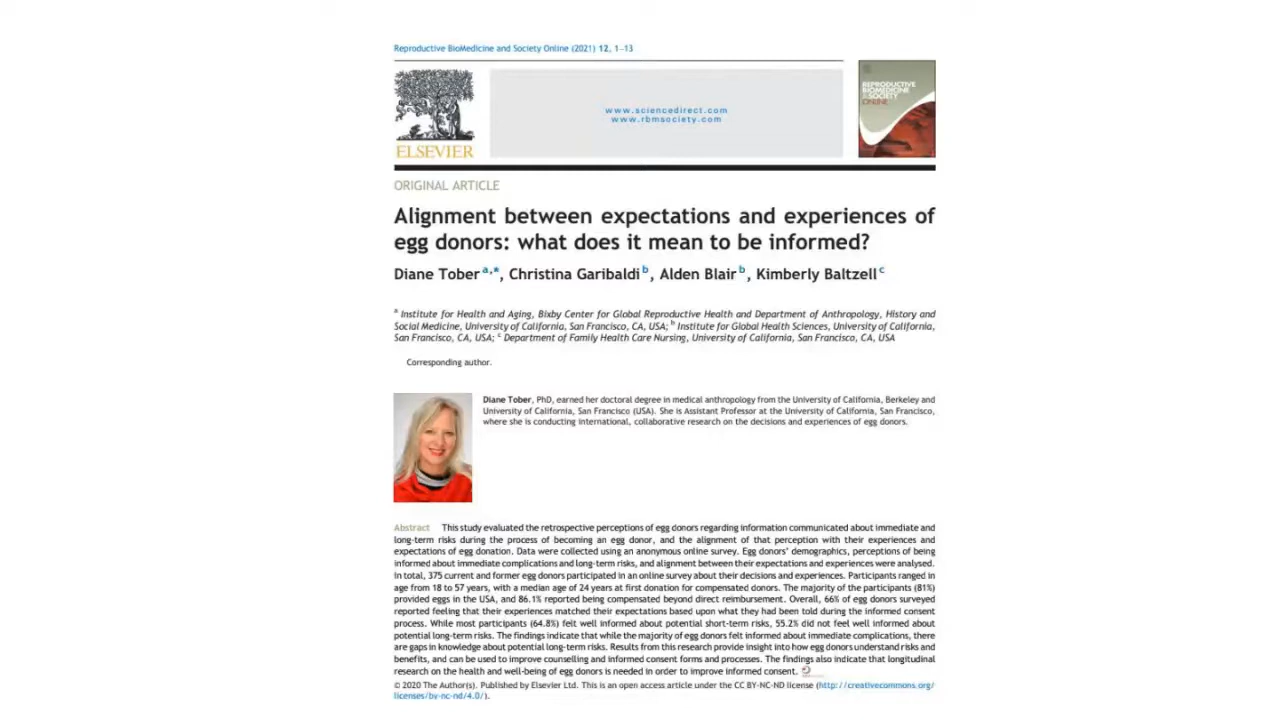 Reproductive BioMedicine and Society Online (2021) 12, 1–13
www.sciencedirect.com
www.rbmsociety.com
ELSEVIER
REPRODUCTIVE
BIOMEDICINE
& SOCIETY
ONLINE
ORIGINAL ARTICLE
Alignment between expectations and experiences of
egg donors: what does it mean to be informed?
Diane Tober a,*, Christina Garibaldi b, Alden Blair b, Kimberly Baltzell c
a Institute for Health and Aging, Bixby Center for Global Reproductive Health and Department of Anthropology, History and
Social Medicine, University of California, San Francisco, CA, USA; b Institute for Global Health Sciences, University of California,
San Francisco, CA, USA; c Department of Family Health Care Nursing, University of California, San Francisco, CA, USA
Corresponding author.
Diane Tober, PhD, earned her doctoral degree in medical anthropology from the University of California, Berkeley and
University of California, San Francisco (USA). She is Assistant Professor at the University of California, San Francisco,
where she is conducting international, collaborative research on the decisions and experiences of egg donors.
Abstract This study evaluated the retrospective perceptions of egg donors regarding information communicated about immediate and
long-term risks during the process of becoming an egg donor, and the alignment of that perception with their experiences and
expectations of egg donation. Data were collected using an anonymous online survey. Egg donors' demographics, perceptions of being
informed about immediate complications and long-term risks, and alignment between their expectations and experiences were analysed.
In total, 375 current and former egg donors participated in an online survey about their decisions and experiences. Participants ranged in
age from 18 to 57 years, with a median age of 24 years at first donation for compensated donors. The majority of the participants (81%)
provided eggs in the USA, and 86.1% reported being compensated beyond direct reimbursement. Overall, 66% of egg donors surveyed
reported feeling that their experiences matched their expectations based upon what they had been told during the informed consent
process. While most participants (64.8%) felt well informed about potential short-term risks, 55.2% did not feel well informed about
potential long-term risks. The findings indicate that while the majority of egg donors felt informed about immediate complications, there
are gaps in knowledge about potential long-term risks. Results from this research provide insight into how egg donors understand risks and
benefits, and can be used to improve counselling and informed consent forms and processes. The findings also indicate that longitudinal
research on the health and well-being of egg donors is needed in order to improve informed consent.
© 2020 The Author(s). Published by Elsevier Ltd. This is an open access article under the CC BY-NC-ND license (http://creativecommons.org/
licenses/by-nc-nd/4.0/).